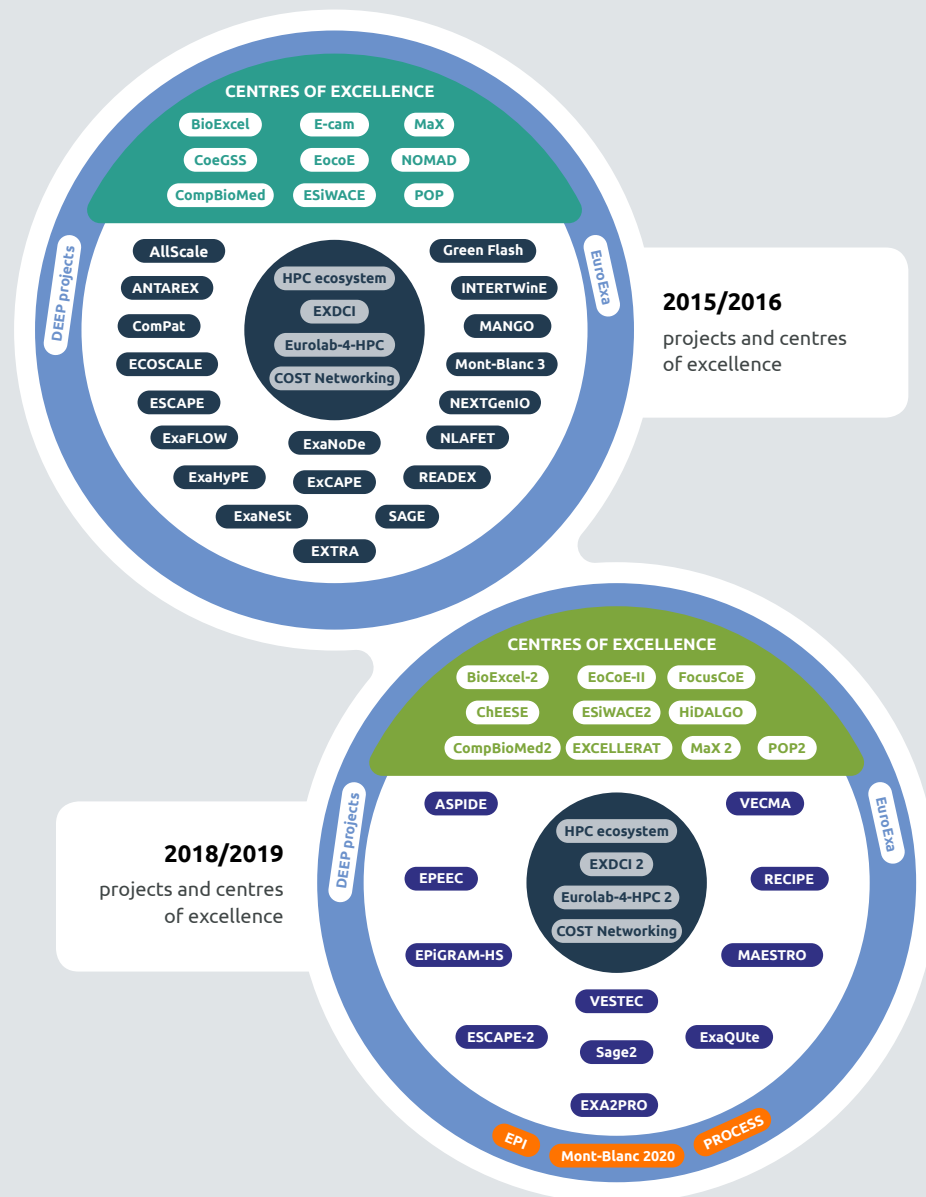 CENTRES OF EXCELLENCE
BioExcel E-cam MaX
CoeGSS EocoE NOMAD
CompBioMed ESiWACE POP
DEEP projects
EuroExa
AllScale
ANTAREX
ComPat
ECOSCALE
ESCAPE
ExaFLOW
ExaHyPE
ExaNeSt
HPC ecosystem
EXDCI
Eurolab-4-HPC
COST Networking
ExaNoDe
ExCAPE
EXTRA
Green Flash
INTERTWinE
MANGO
Mont-Blanc 3
NEXTGenIO
NLAFET
READEX
SAGE
2015/2016
projects and centres
of excellence
CENTRES OF EXCELLENCE
BioExcel-2 EoCoE-II FocusCoE
ChEESE ESiWACE2 HiDALGO
CompBioMed2 EXCELLERAT MaX 2 POP2
DEEP projects
EuroExa
2018/2019
projects and centres
of excellence
ASPIDE
EPEEC
EPiGRAM-HS
ESCAPE-2
HPC ecosystem
EXDCI 2
Eurolab-4-HPC 2
COST Networking
VESTEC
Sage2
EXA2PRO
VECMA
RECIPE
MAESTRO
ExaQUte
EPI
Mont-Blanc 2020
PROCESS